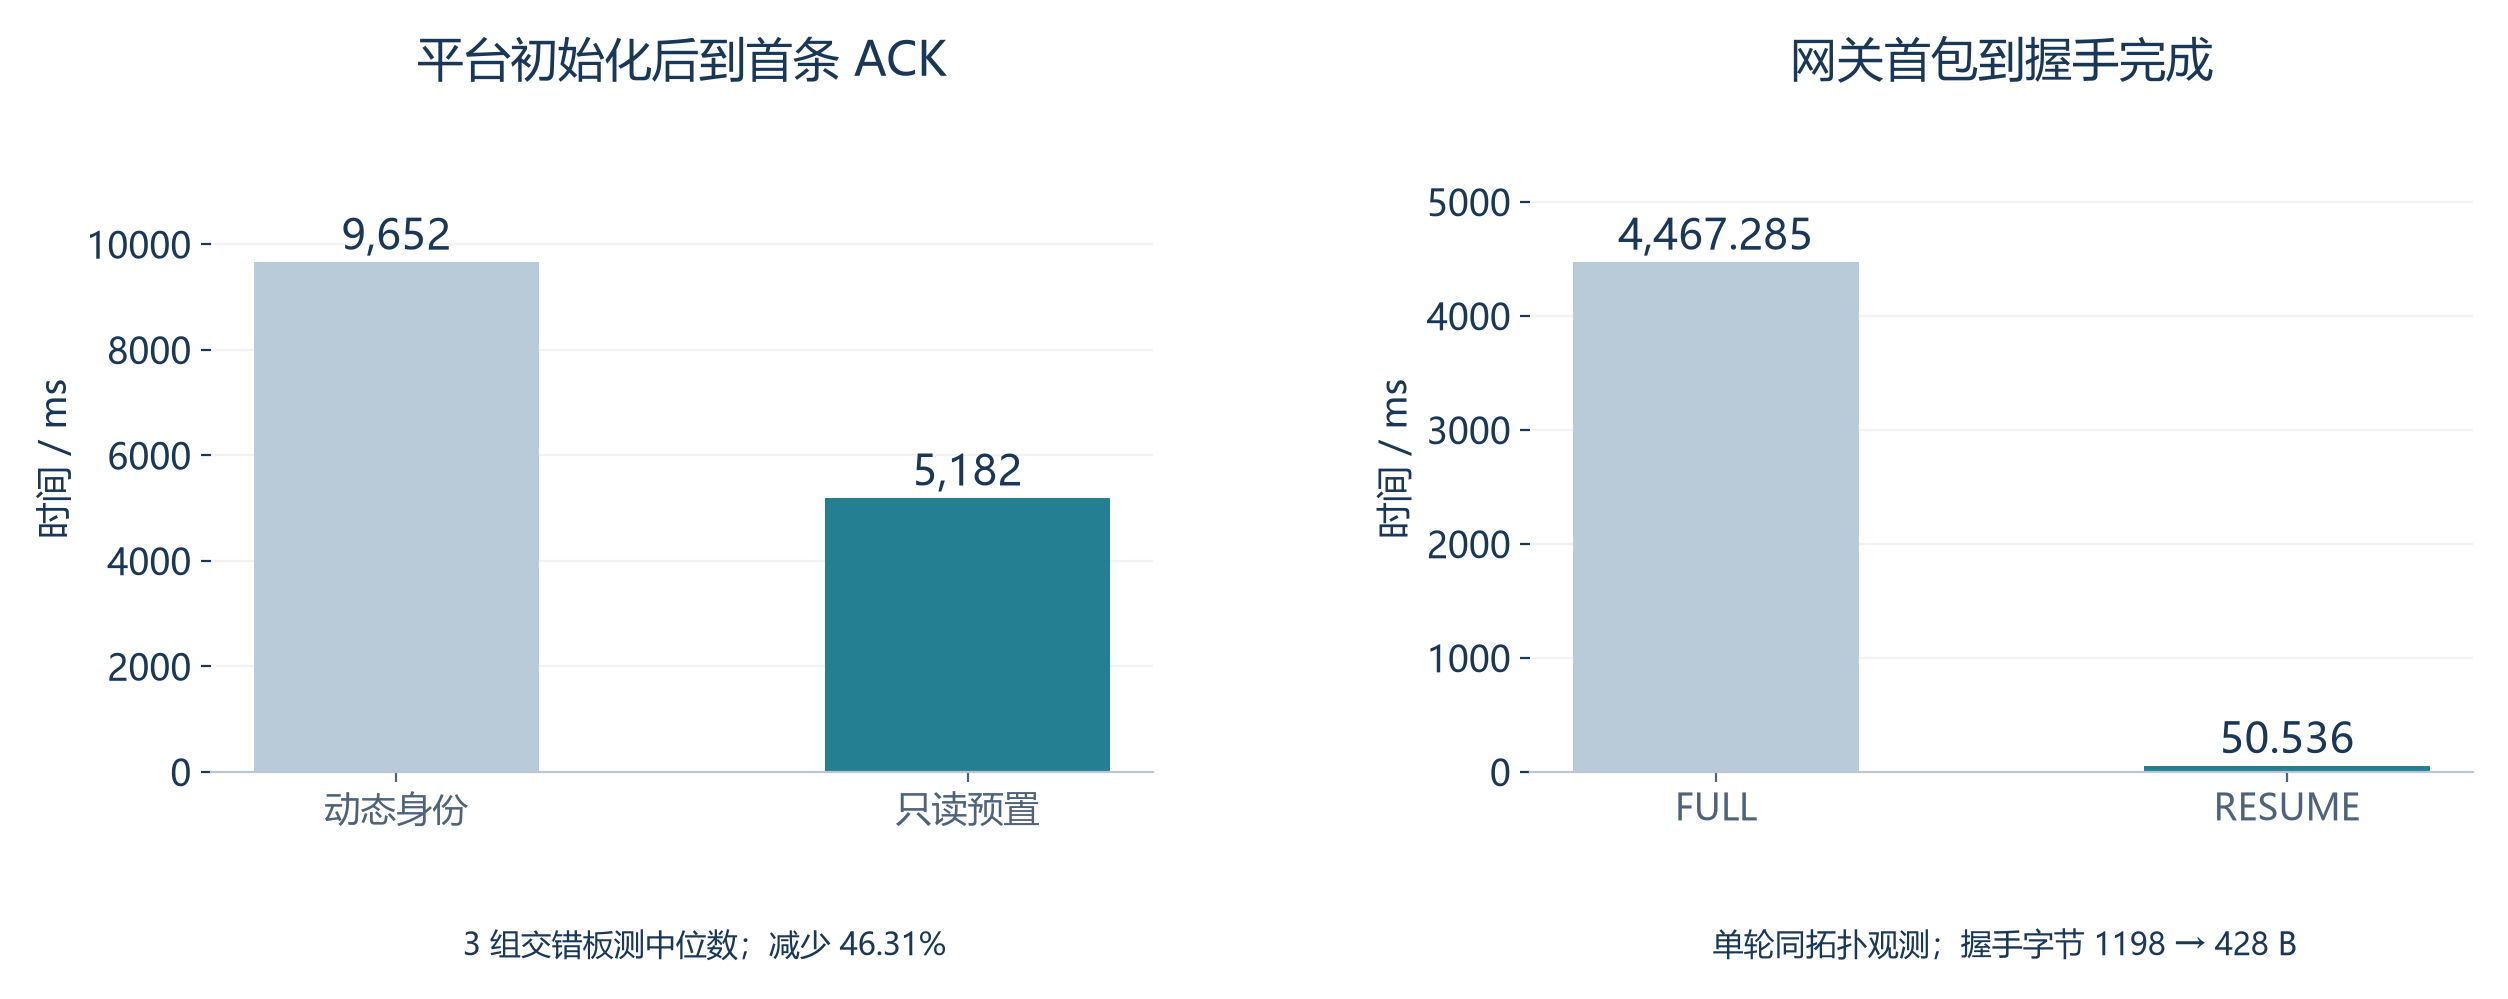 平台初始化后到首条 ACK
时间 / ms
10000
8000
6000
4000
2000
0
9,652
5,182
动态身份
只读预置
3 组交错板测中位数；减少 46.31%
网关首包到握手完成
时间 / ms
5000
4000
3000
2000
1000
0
4,467.285
50.536
FULL
RESUME
单组同拓扑观测；握手字节 1198 → 428 B